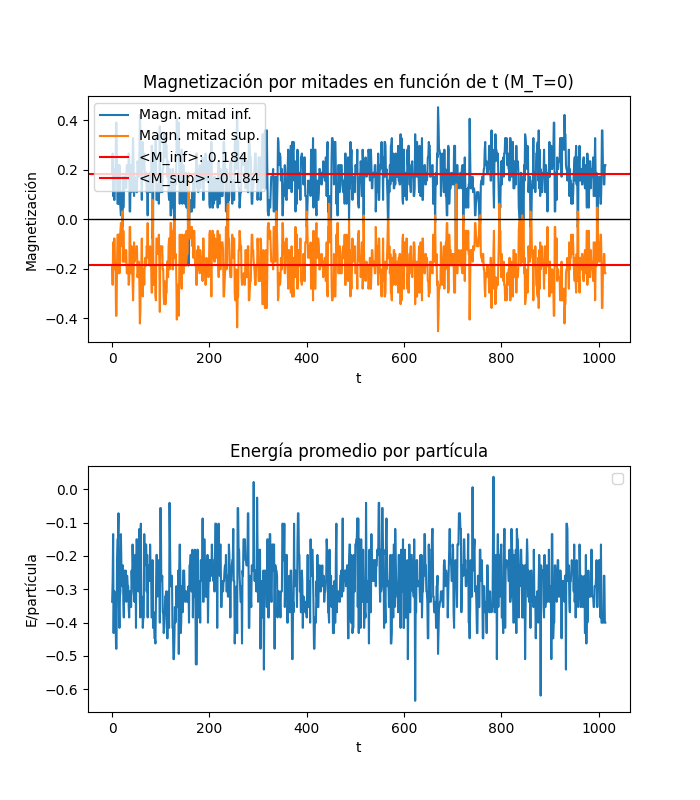 Magnetización por mitades en función de t (M_T=0)
Magn. mitad inf.
Magn. mitad sup.
<M_inf>: 0.184
<M_sup>: -0.184
Magnetización
0.4
0.2
0.0
−0.2
−0.4
0 200 400 600 800 1000
t
Energía promedio por partícula
E/partícula
0.0
−0.1
−0.2
−0.3
−0.4
−0.5
−0.6
0 200 400 600 800 1000
t